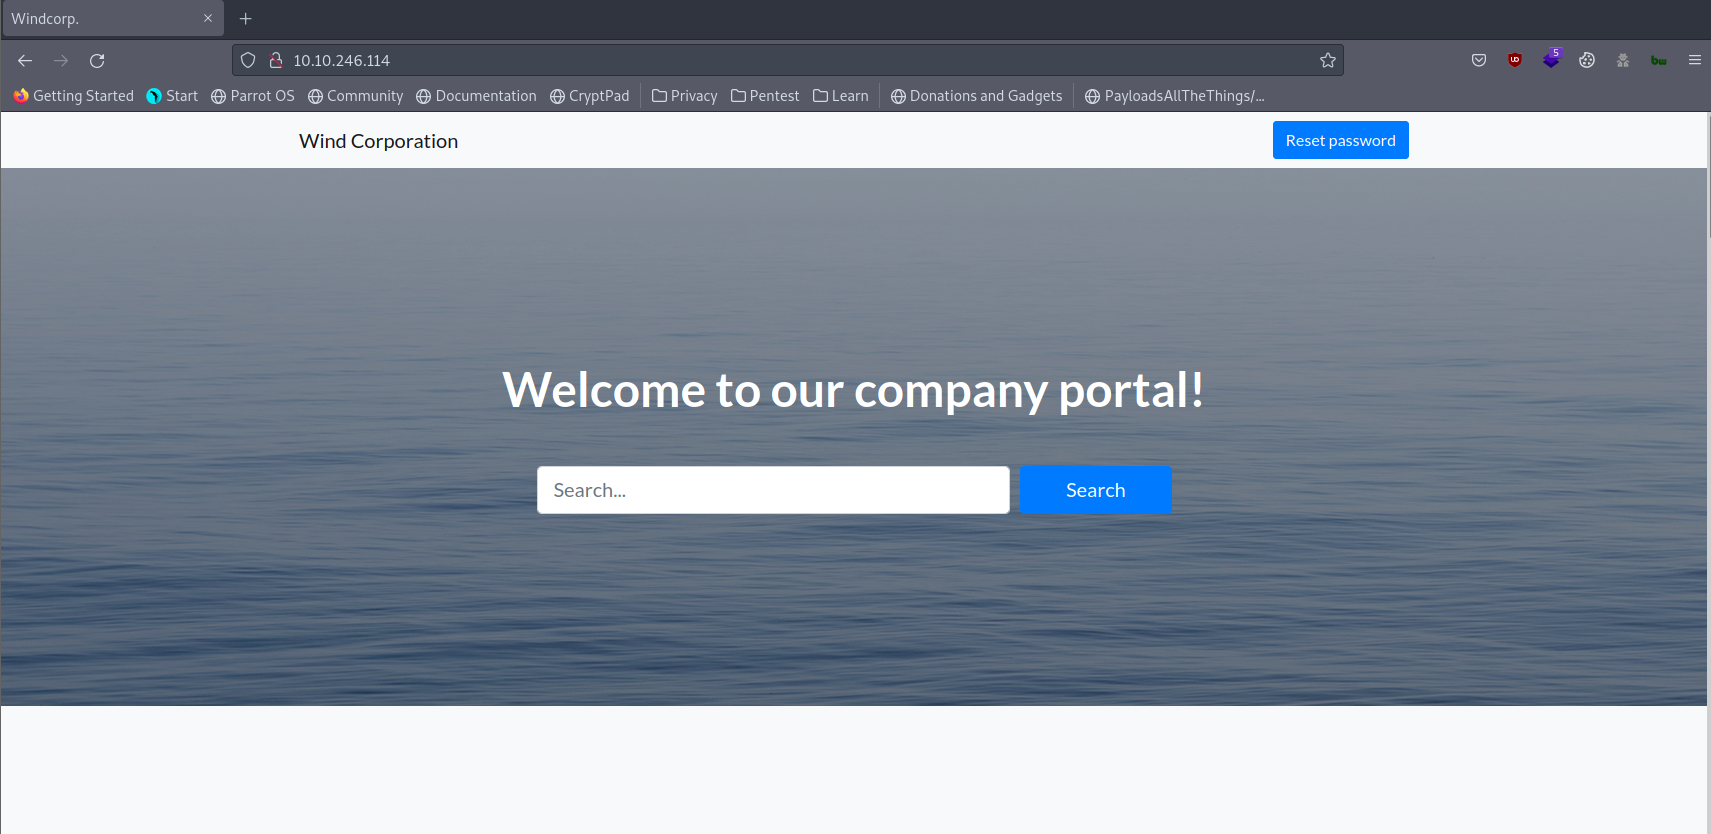 Windcorp.
10.10.246.114
5
Getting Started Start Parrot OS Community Documentation CryptPad Privacy Pentest Learn Donations and Gadgets PayloadsAllTheThings/...
Wind Corporation
Reset password
Welcome to our company portal!
Search...
Search